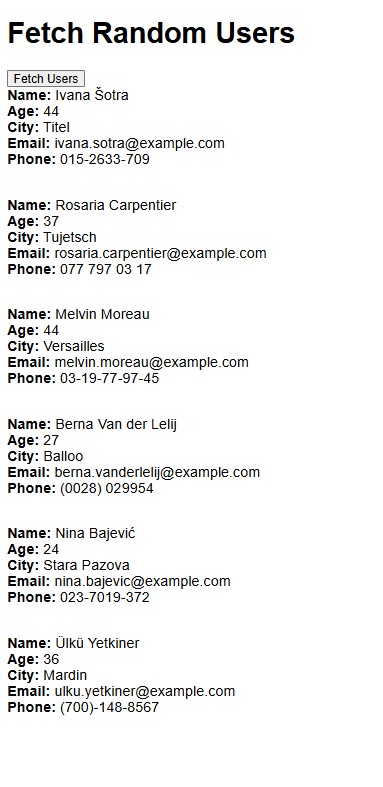 Fetch Random Users
Fetch Users
Name: Ivana Šotra
Age: 44
City: Titel
Email: ivana.sotra@example.com
Phone: 015-2633-709
Name: Rosaria Carpentier
Age: 37
City: Tujetsch
Email: rosaria.carpentier@example.com
Phone: 077 797 03 17
Name: Melvin Moreau
Age: 44
City: Versailles
Email: melvin.moreau@example.com
Phone: 03-19-77-97-45
Name: Berna Van der Lelij
Age: 27
City: Balloo
Email: berna.vanderlelij@example.com
Phone: (0028) 029954
Name: Nina Bajević
Age: 24
City: Stara Pazova
Email: nina.bajevic@example.com
Phone: 023-7019-372
Name: Ülkü Yetkiner
Age: 36
City: Mardin
Email: ulku.yetkiner@example.com
Phone: (700)-148-8567